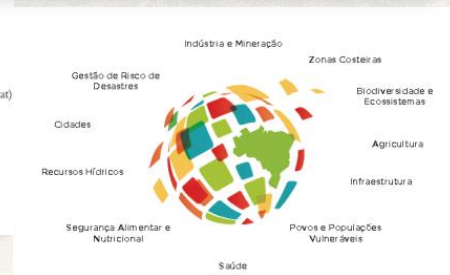 Indústria e Mineração
Zonas Costeiras
Gestão de Risco de
Desastres
at)
Biodiversidade e
Ecossistemas
Cidades
Agricultura
Recursos Hídricos
Infraestrutura
Segurança Alimentar e
Nutricional
Povos e Populações
Vulneráveis
Saúde